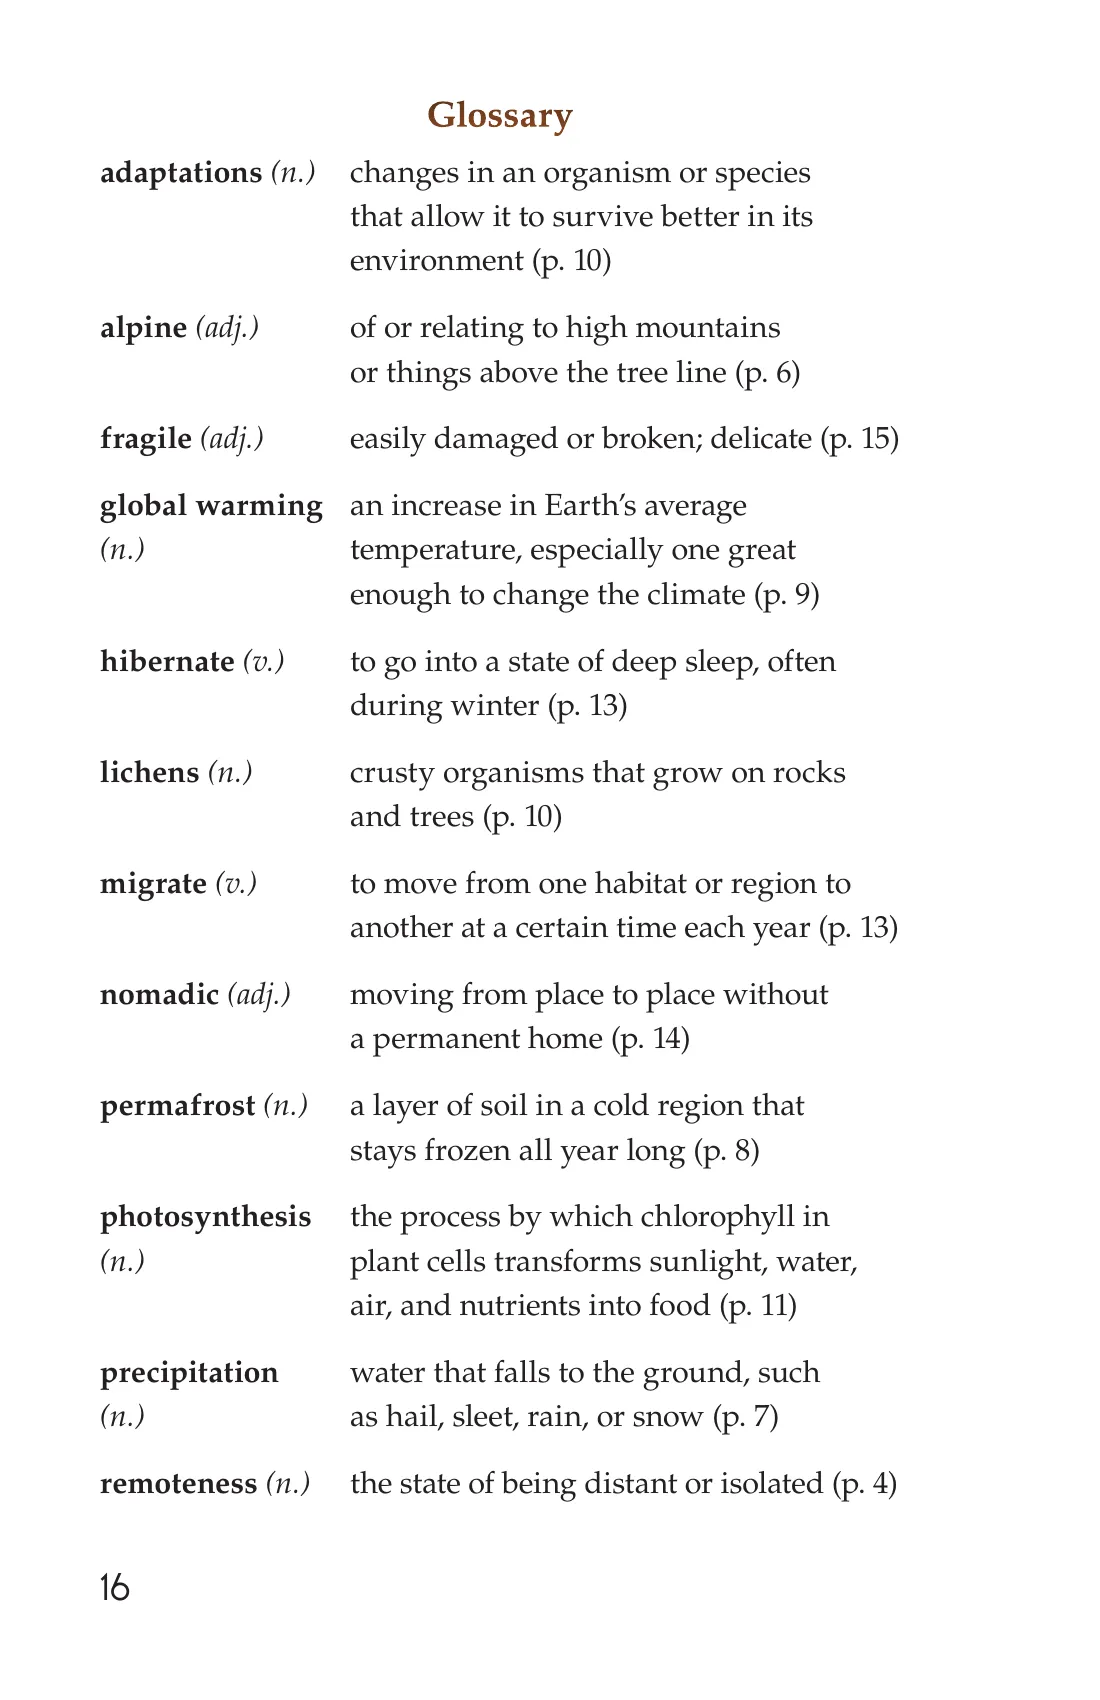 Glossary
adaptations (n.) changes in an organism or species
that allow it to survive better in its
environment (p. 10)
alpine (adj.) of or relating to high mountains
or things above the tree line (p. 6)
fragile (adj.) easily damaged or broken; delicate (p. 15)
global warming an increase in Earth’s average
(n.) temperature, especially one great
enough to change the climate (p. 9)
hibernate (v.) to go into a state of deep sleep, often
during winter (p. 13)
lichens (n.) crusty organisms that grow on rocks
and trees (p. 10)
migrate (v.) to move from one habitat or region to
another at a certain time each year (p. 13)
nomadic (adj.) moving from place to place without
a permanent home (p. 14)
permafrost (n.) a layer of soil in a cold region that
stays frozen all year long (p. 8)
photosynthesis the process by which chlorophyll in
(n.) plant cells transforms sunlight, water,
air, and nutrients into food (p. 11)
precipitation water that falls to the ground, such
(n.) as hail, sleet, rain, or snow (p. 7)
remoteness (n.) the state of being distant or isolated (p. 4)
16